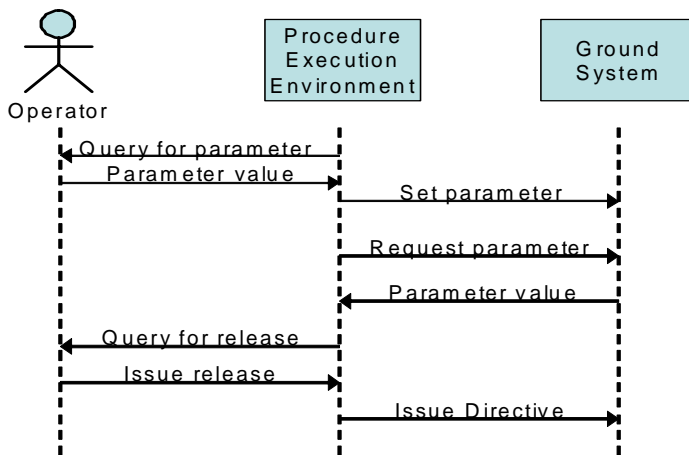 Procedure
Execution
Environment
Ground
System
Operator
Query for parameter
Parameter value
Set parameter
Request parameter
Parameter value
Query for release
Issue release
Issue Directive